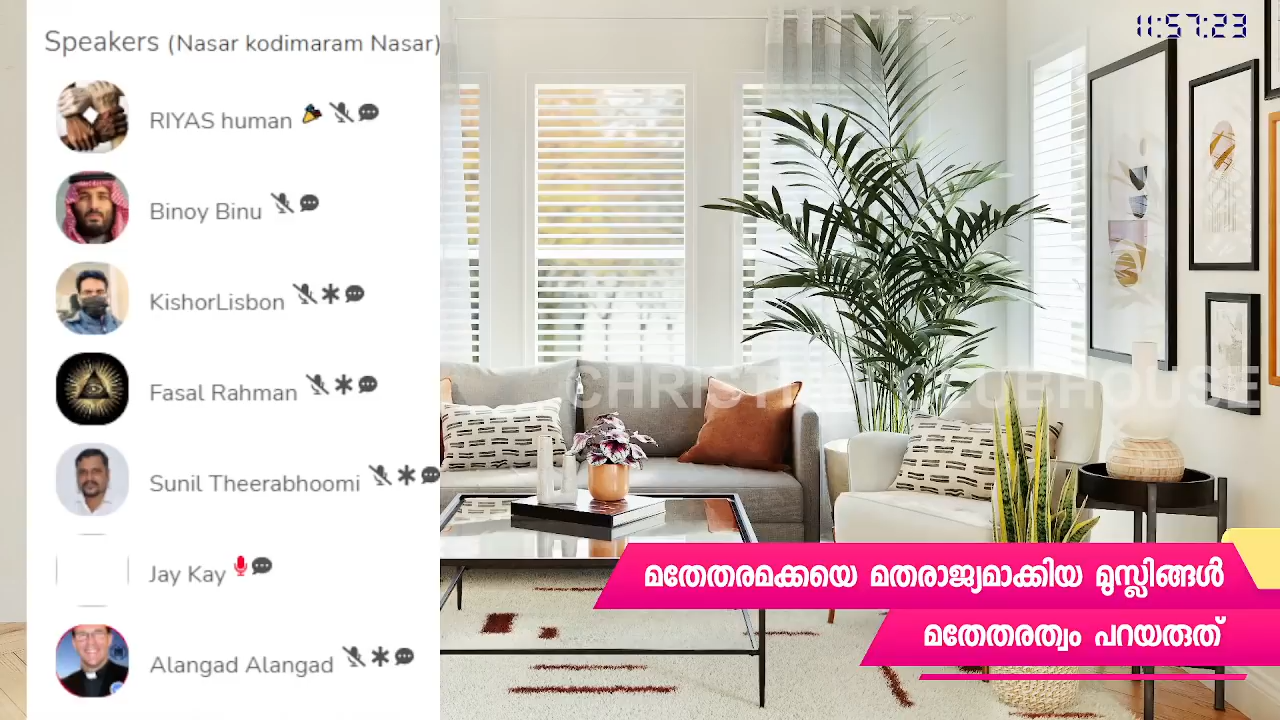 Speakers (Nasar kodimaram Nasar)
RIYAS human
Binoy Binu
KishorLisbon
Fasal Rahman
Sunil Theerabhoomi
Jay Kay
Alangad Alangad
11:57:23
CLUBHOUSE
മതേതരമക്കയെ മതരാജ്യമാക്കിയ മുസ്ലിങ്ങൾ
മതേതരത്വം പറയരുത്